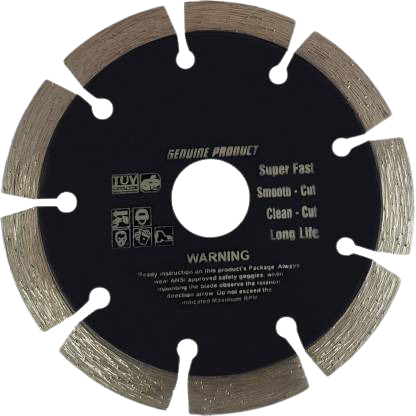 GENUINE PRODUCT
TUV
Super Fast
Smooth - Cut
Clean - Cut
Long Life
WARNING
Ready instruction on this product's Package Always
wear ANSI approved safety goggles, when
mounting the blade observe the rotation
direction arrow. Do not exceed the
indicated Maximum RPM